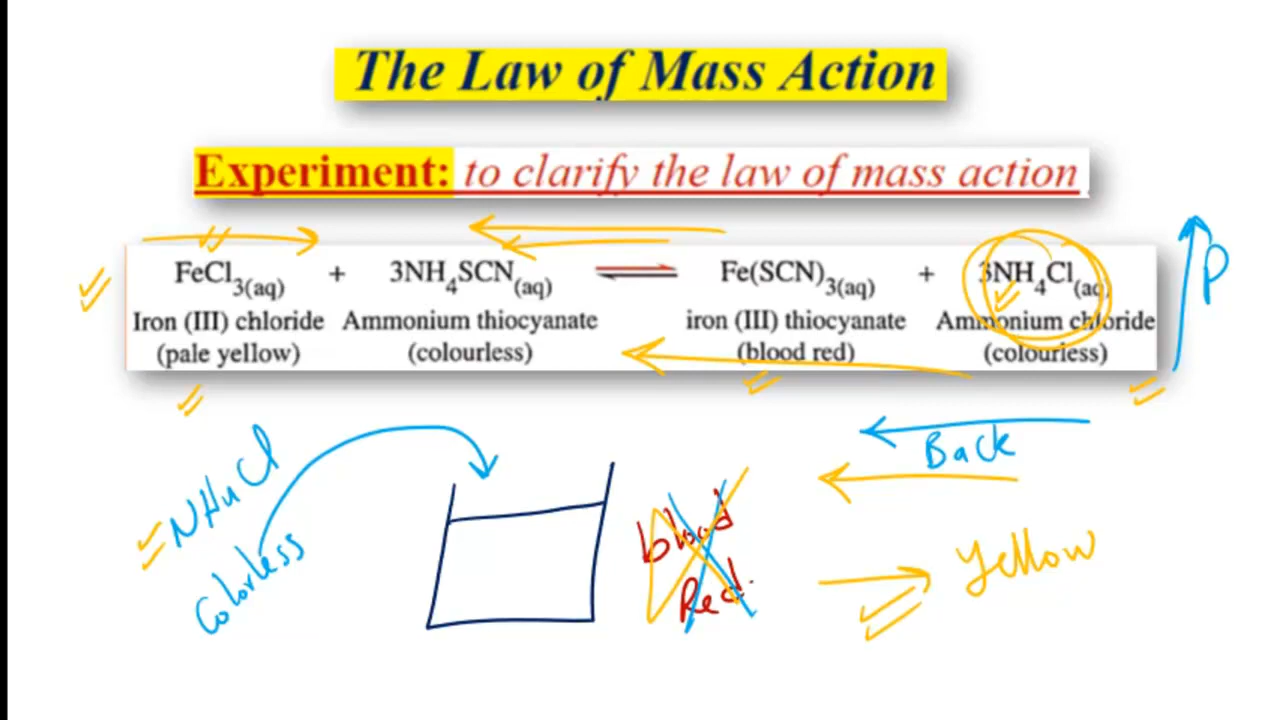 The Law of Mass Action
Experiment: to clarify the law of mass action
FeCl3(aq) + 3NH4SCN(aq) ⇌ Fe(SCN)3(aq) + 3NH4Cl(aq)
Iron (III) chloride Ammonium thiocyanate iron (III) thiocyanate Ammonium chloride
(pale yellow) (colourless) (blood red) (colourless)
P
Back
NH4Cl
Colorless
blood
Red.
Yellow